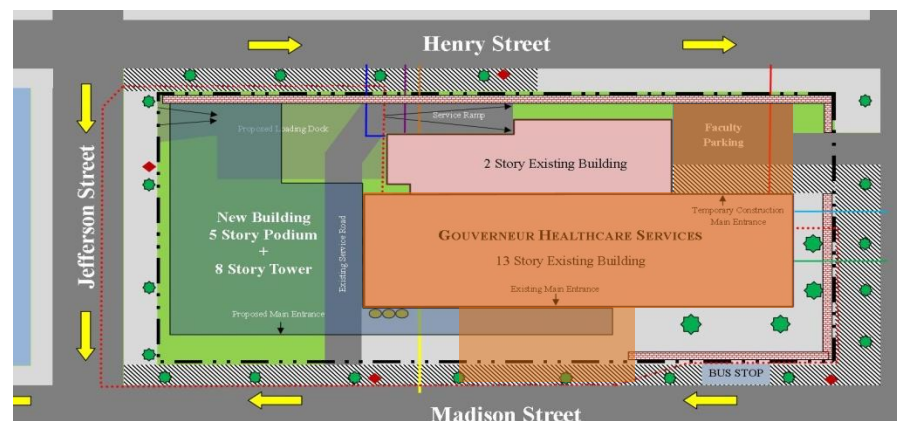 Henry Street
Jefferson Street
Proposed Loading Dock
Service Ramp
Faculty
Parking
2 Story Existing Building
Temporary Construction
Main Entrance
New Building
5 Story Podium
+
8 Story Tower
Existing Service Road
GOUVERNEUR HEALTHCARE SERVICES
13 Story Existing Building
Existing Main Entrance
Proposed Main Entrance
BUS STOP
Madison Street